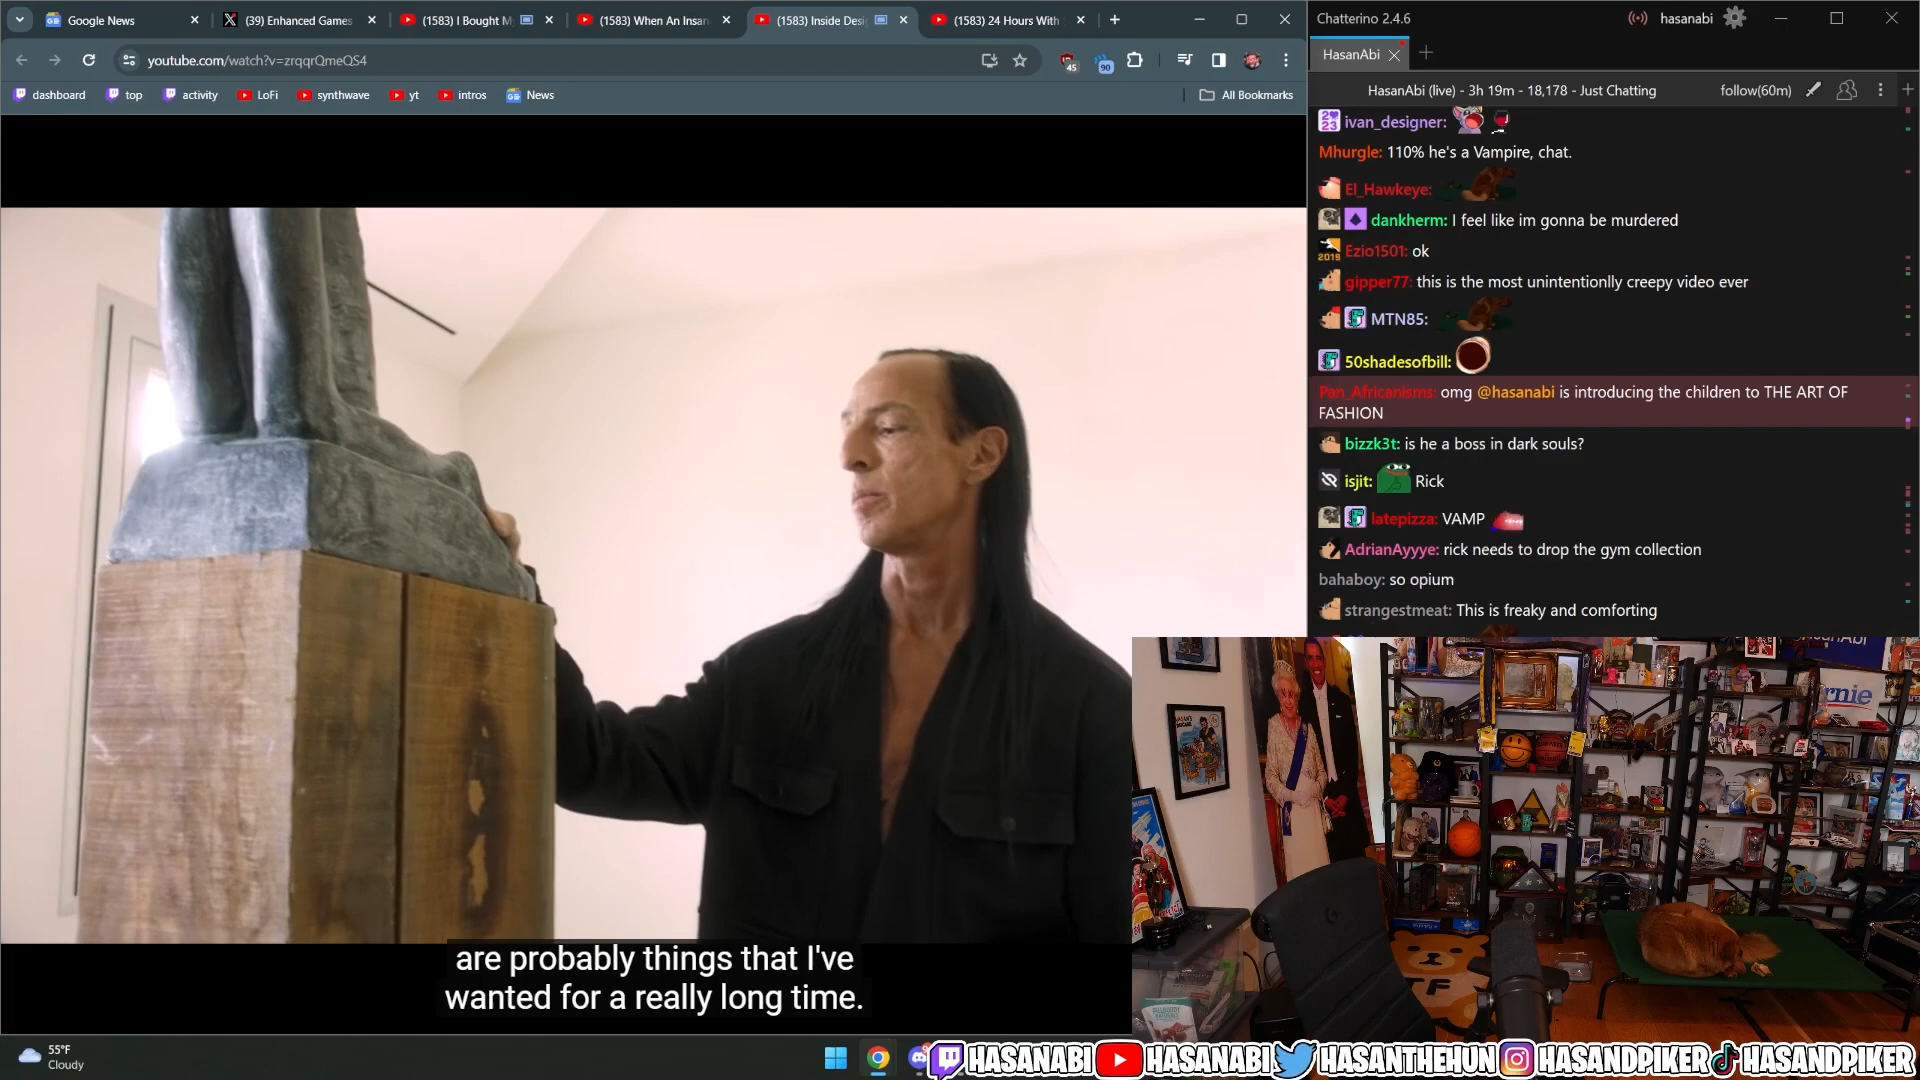 Google News
(39) Enhanced Games
(1583) I Bought M
(1583) When An Insan
(1583) Inside Desi
(1583) 24 Hours With
youtube.com/watch?v=zrqqrQmeQS4
45
90
dashboard
top
activity
LoFi
synthwave
yt
intros
News
All Bookmarks
are probably things that I've
wanted for a really long time.
55°F
Cloudy
Chatterino 2.4.6
hasanabi
HasanAbi
HasanAbi (live) - 3h 19m - 18,178 - Just Chatting
follow(60m)
ivan_designer:
Mhurgle: 110% he's a Vampire, chat.
El_Hawkeye:
dankherm: I feel like im gonna be murdered
2019 Ezio1501: ok
gipper77: this is the most unintentionlly creepy video ever
MTN85:
50shadesofbill:
Pan_Africanisms: omg @hasanabi is introducing the children to THE ART OF
FASHION
bizzk3t: is he a boss in dark souls?
isjit: Rick
latepizza: VAMP
AdrianAyyye: rick needs to drop the gym collection
bahaboy: so opium
strangestmeat: This is freaky and comforting
HasanAbi
rnie
HASANABI
HASANABI
HASANTHEHUN
HASANDPIKER
HASANDPIKER